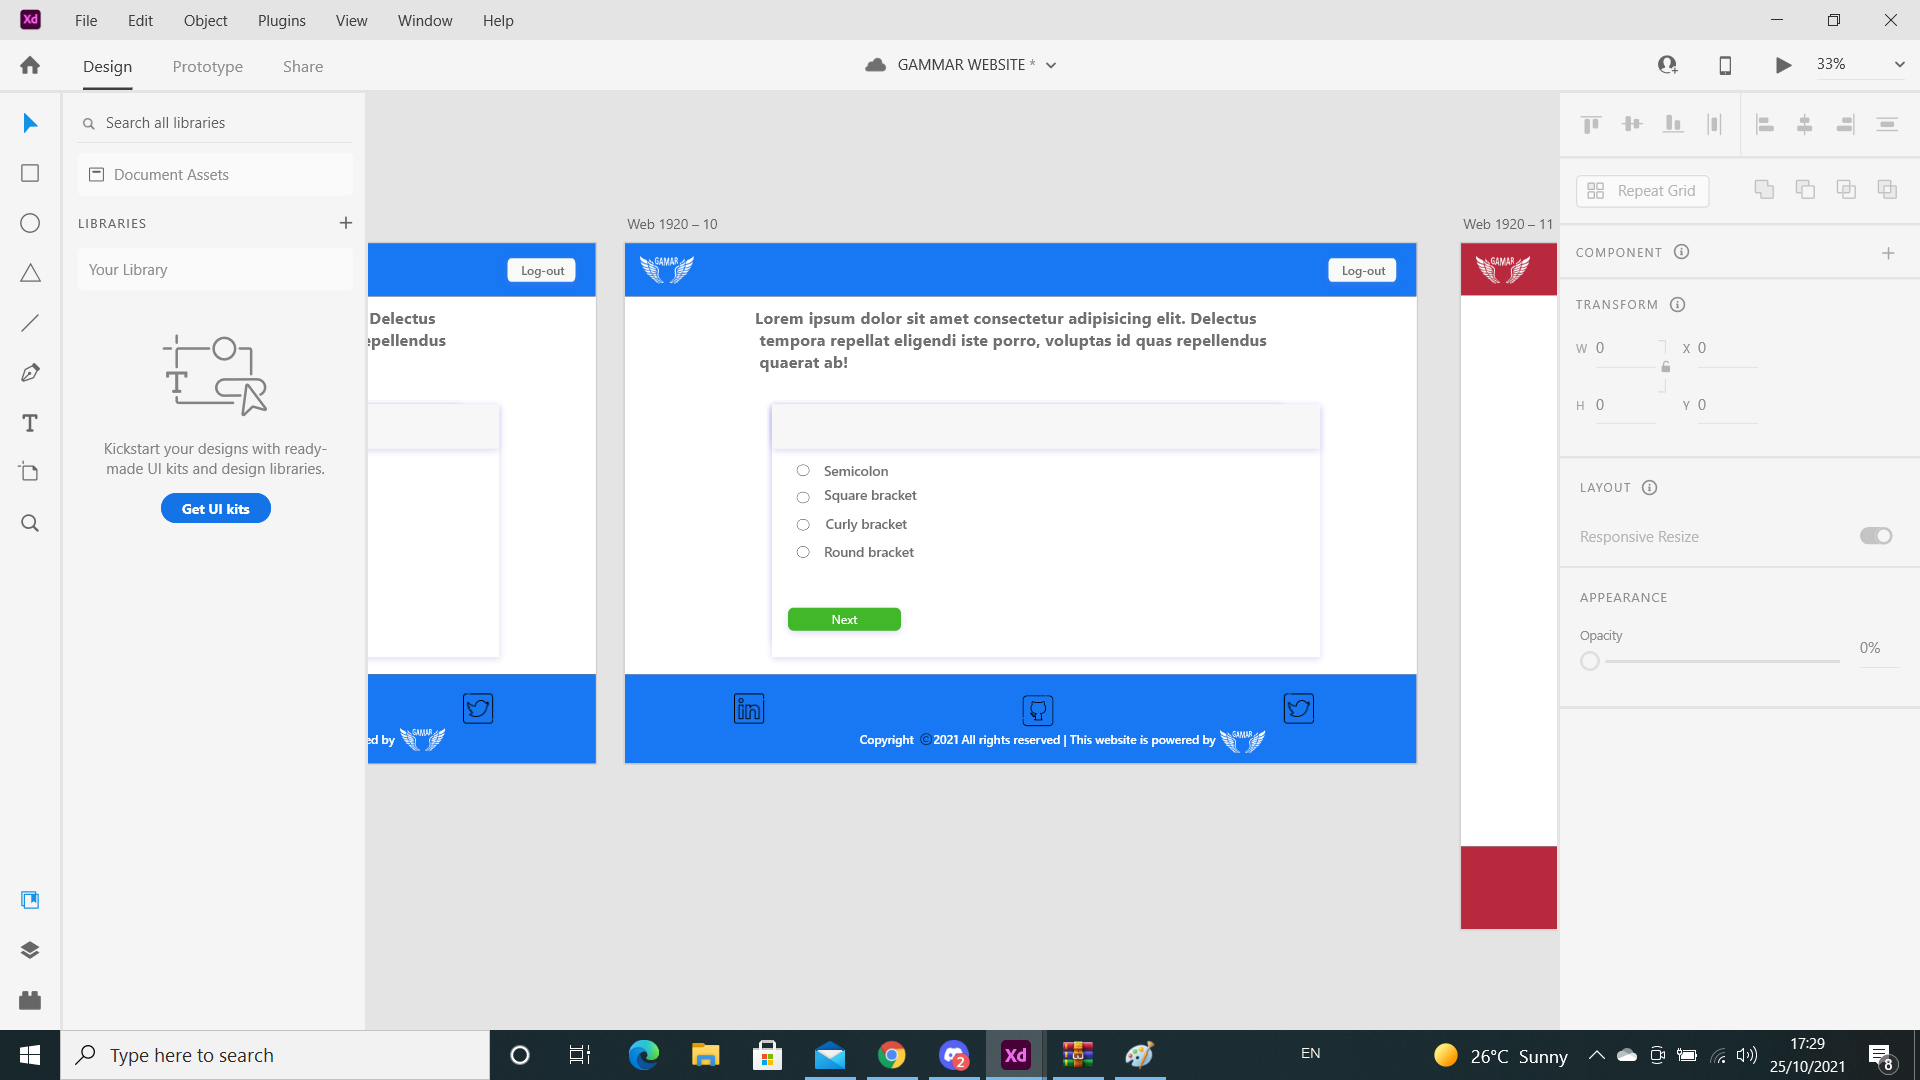 Xd File Edit Object Plugins View Window Help
Design Prototype Share GAMMAR WEBSITE * 33%
Search all libraries
Document Assets
LIBRARIES
Your Library
Kickstart your designs with ready-
made UI kits and design libraries.
Get UI kits
Delectus
epellendus
Log-out
ed by GAMAR
Web 1920 – 10
GAMAR Log-out
Lorem ipsum dolor sit amet consectetur adipisicing elit. Delectus
tempora repellat eligendi iste porro, voluptas id quas repellendus
quaerat ab!
Semicolon
Square bracket
Curly bracket
Round bracket
Next
in
Copyright ©2021 All rights reserved | This website is powered by GAMAR
Web 1920 – 11
GAMAR
Repeat Grid
COMPONENT
TRANSFORM
W 0 X 0
H 0 Y 0
LAYOUT
Responsive Resize
APPEARANCE
Opacity
0%
Type here to search
2
Xd
EN
26°C Sunny
17:29
25/10/2021
8